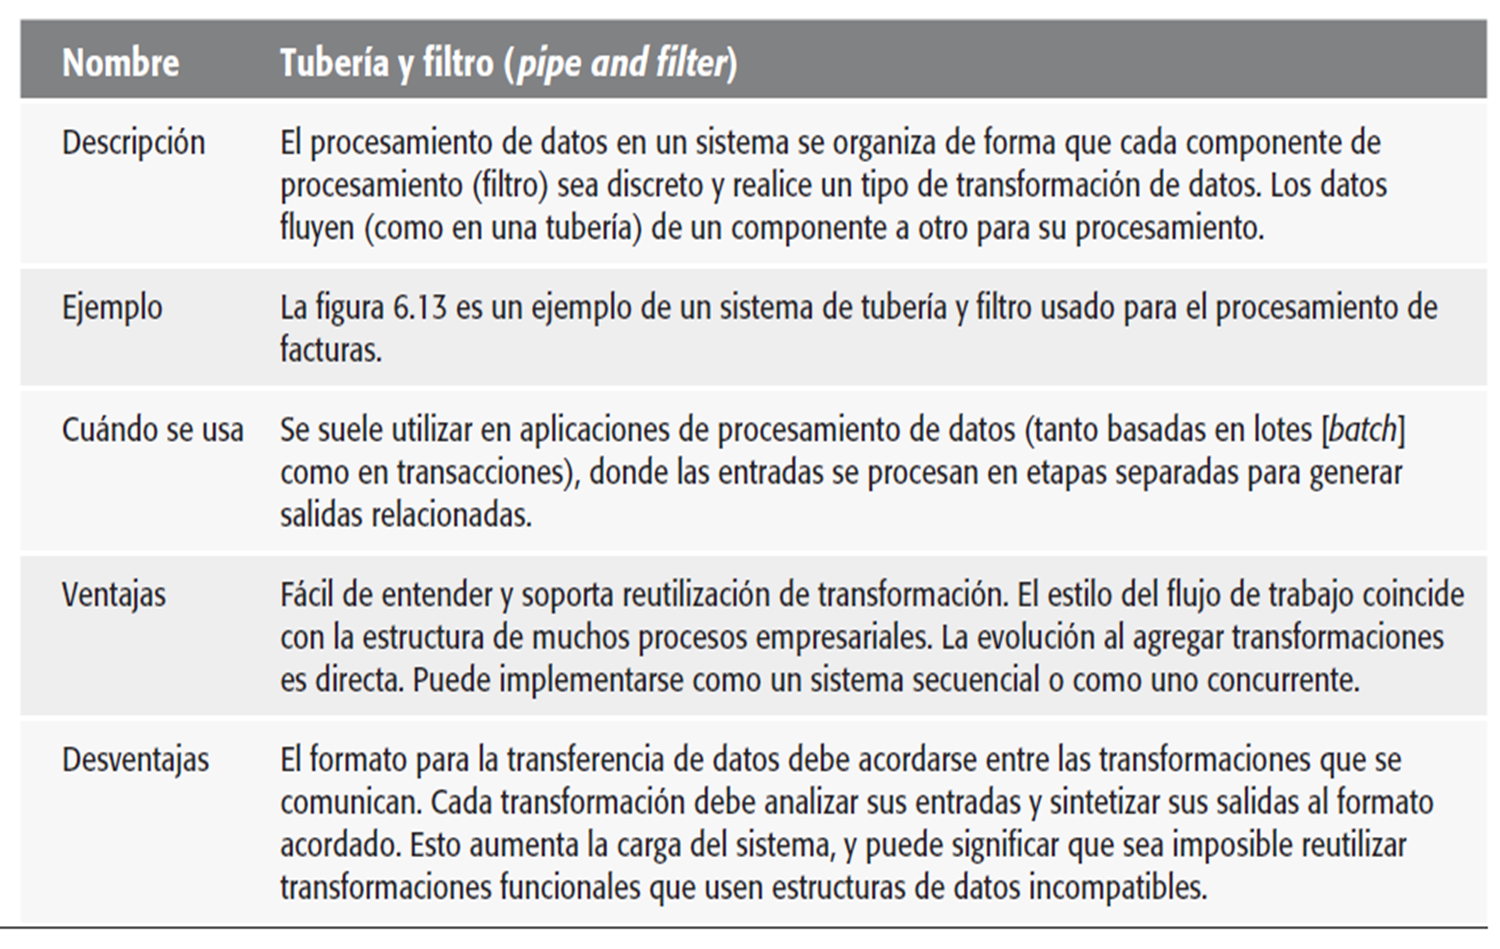 Nombre Tubería y filtro (pipe and filter)
Descripción El procesamiento de datos en un sistema se organiza de forma que cada componente de
procesamiento (filtro) sea discreto y realice un tipo de transformación de datos. Los datos
fluyen (como en una tubería) de un componente a otro para su procesamiento.
Ejemplo La figura 6.13 es un ejemplo de un sistema de tubería y filtro usado para el procesamiento de
facturas.
Cuándo se usa Se suele utilizar en aplicaciones de procesamiento de datos (tanto basadas en lotes [batch]
como en transacciones), donde las entradas se procesan en etapas separadas para generar
salidas relacionadas.
Ventajas Fácil de entender y soporta reutilización de transformación. El estilo del flujo de trabajo coincide
con la estructura de muchos procesos empresariales. La evolución al agregar transformaciones
es directa. Puede implementarse como un sistema secuencial o como uno concurrente.
Desventajas El formato para la transferencia de datos debe acordarse entre las transformaciones que se
comunican. Cada transformación debe analizar sus entradas y sintetizar sus salidas al formato
acordado. Esto aumenta la carga del sistema, y puede significar que sea imposible reutilizar
transformaciones funcionales que usen estructuras de datos incompatibles.